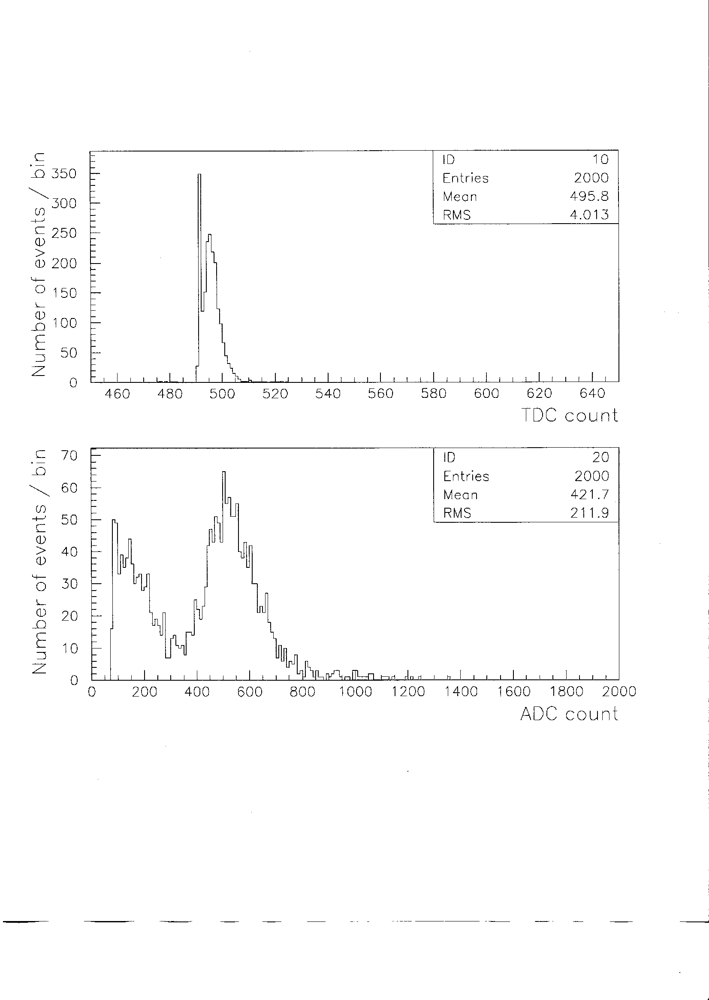 Number of events / bin
350
300
250
200
150
100
50
0
ID 10
Entries 2000
Mean 495.8
RMS 4.013
460 480 500 520 540 560 580 600 620 640
TDC count
Number of events / bin
70
60
50
40
30
20
10
0
ID 20
Entries 2000
Mean 421.7
RMS 211.9
0 200 400 600 800 1000 1200 1400 1600 1800 2000
ADC count